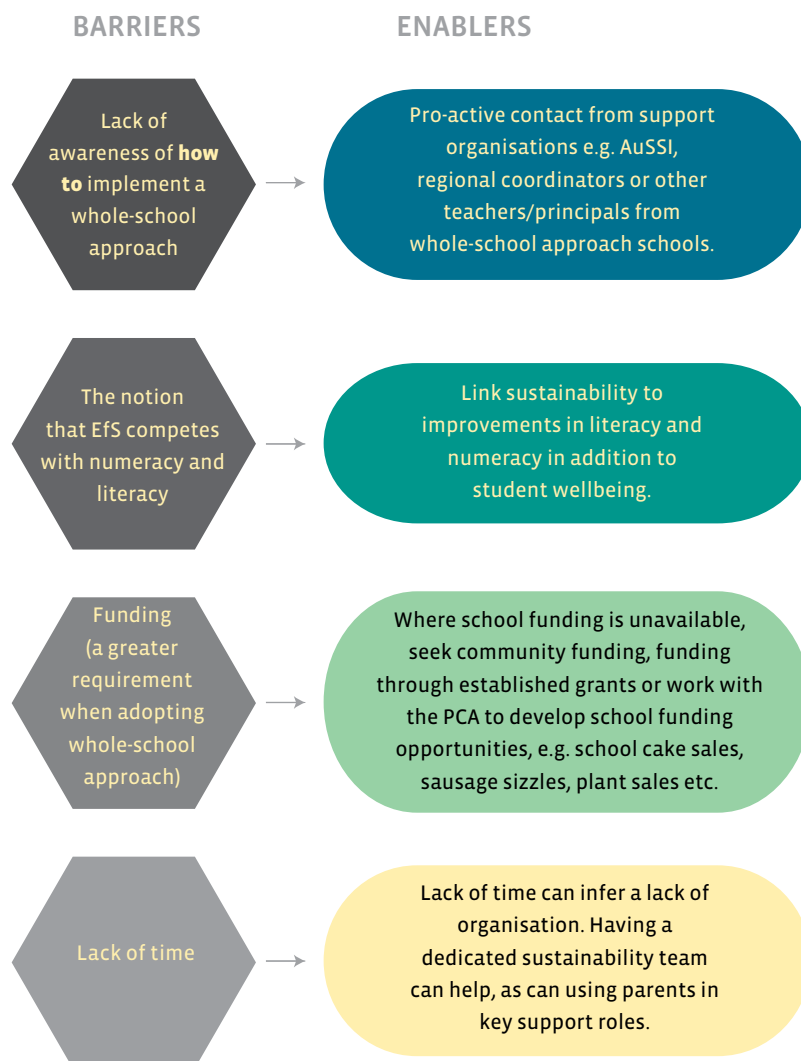 BARRIERS
ENABLERS
Lack of
awareness of how
to implement a
whole-school
approach
Pro-active contact from support
organisations e.g. AuSSI,
regional coordinators or other
teachers/principals from
whole-school approach schools.
The notion
that EfS competes
with numeracy and
literacy
Link sustainability to
improvements in literacy and
numeracy in addition to
student wellbeing.
Funding
(a greater
requirement
when adopting
whole-school
approach)
Where school funding is unavailable,
seek community funding, funding
through established grants or work with
the PCA to develop school funding
opportunities, e.g. school cake sales,
sausage sizzles, plant sales etc.
Lack of time
Lack of time can infer a lack of
organisation. Having a
dedicated sustainability team
can help, as can using parents in
key support roles.